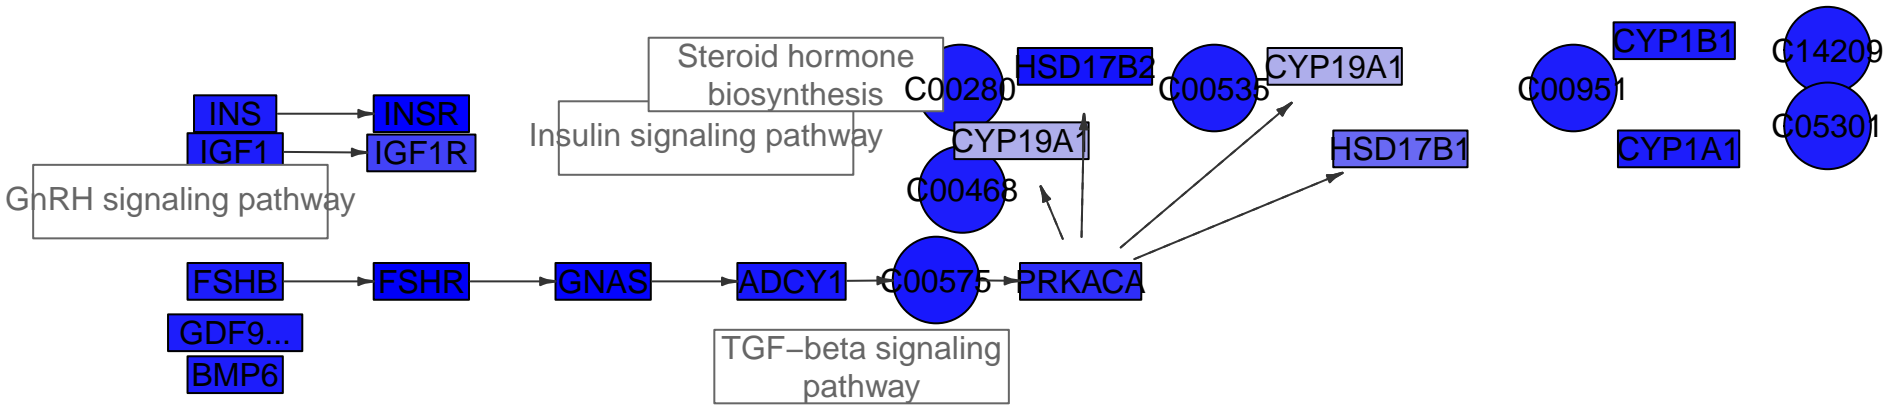 Steroid hormone
biosynthesis
C00280
HSD17B2
C00535
CYP19A1
C00951
CYP1B1
C14209
INS
INSR
Insulin signaling pathway
CYP19A1
C05301
IGF1
IGF1R
HSD17B1
CYP1A1
GnRH signaling pathway
C00468
FSHB
FSHR
GNAS
ADCY1
C00575
PRKACA
GDF9...
BMP6
TGF−beta signaling
pathway